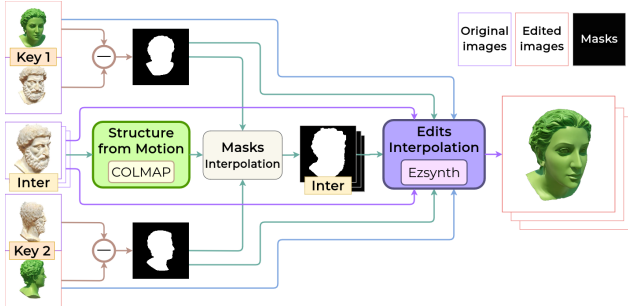 Key 1
Original
images
Edited
images
Masks
Structure
from Motion
COLMAP
Masks
Interpolation
Inter
Edits
Interpolation
Ezsynth
Inter
Key 2